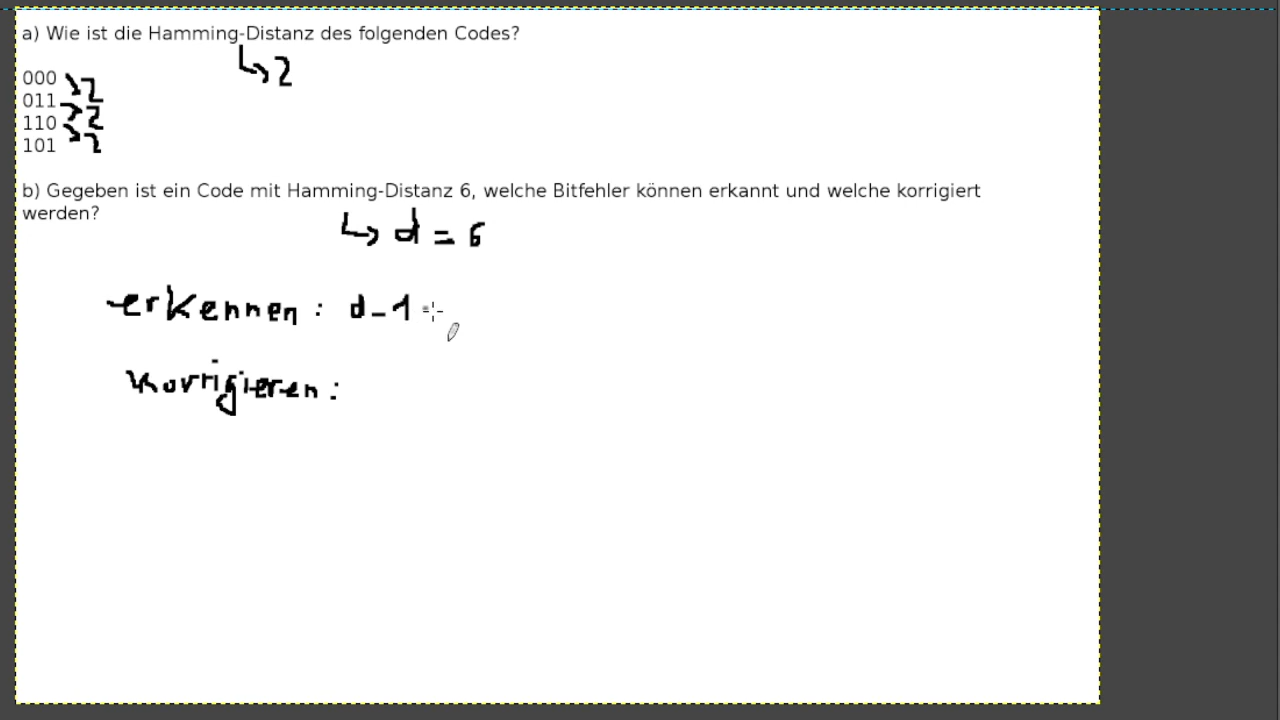 a) Wie ist die Hamming-Distanz des folgenden Codes?
↳ 2
000 ↘ 2
011 ↘ 2
110 ↘ 2
101
b) Gegeben ist ein Code mit Hamming-Distanz 6, welche Bitfehler können erkannt und welche korrigiert
werden?
↳ d = 6
erkennen : d - 1 =
korrigieren :